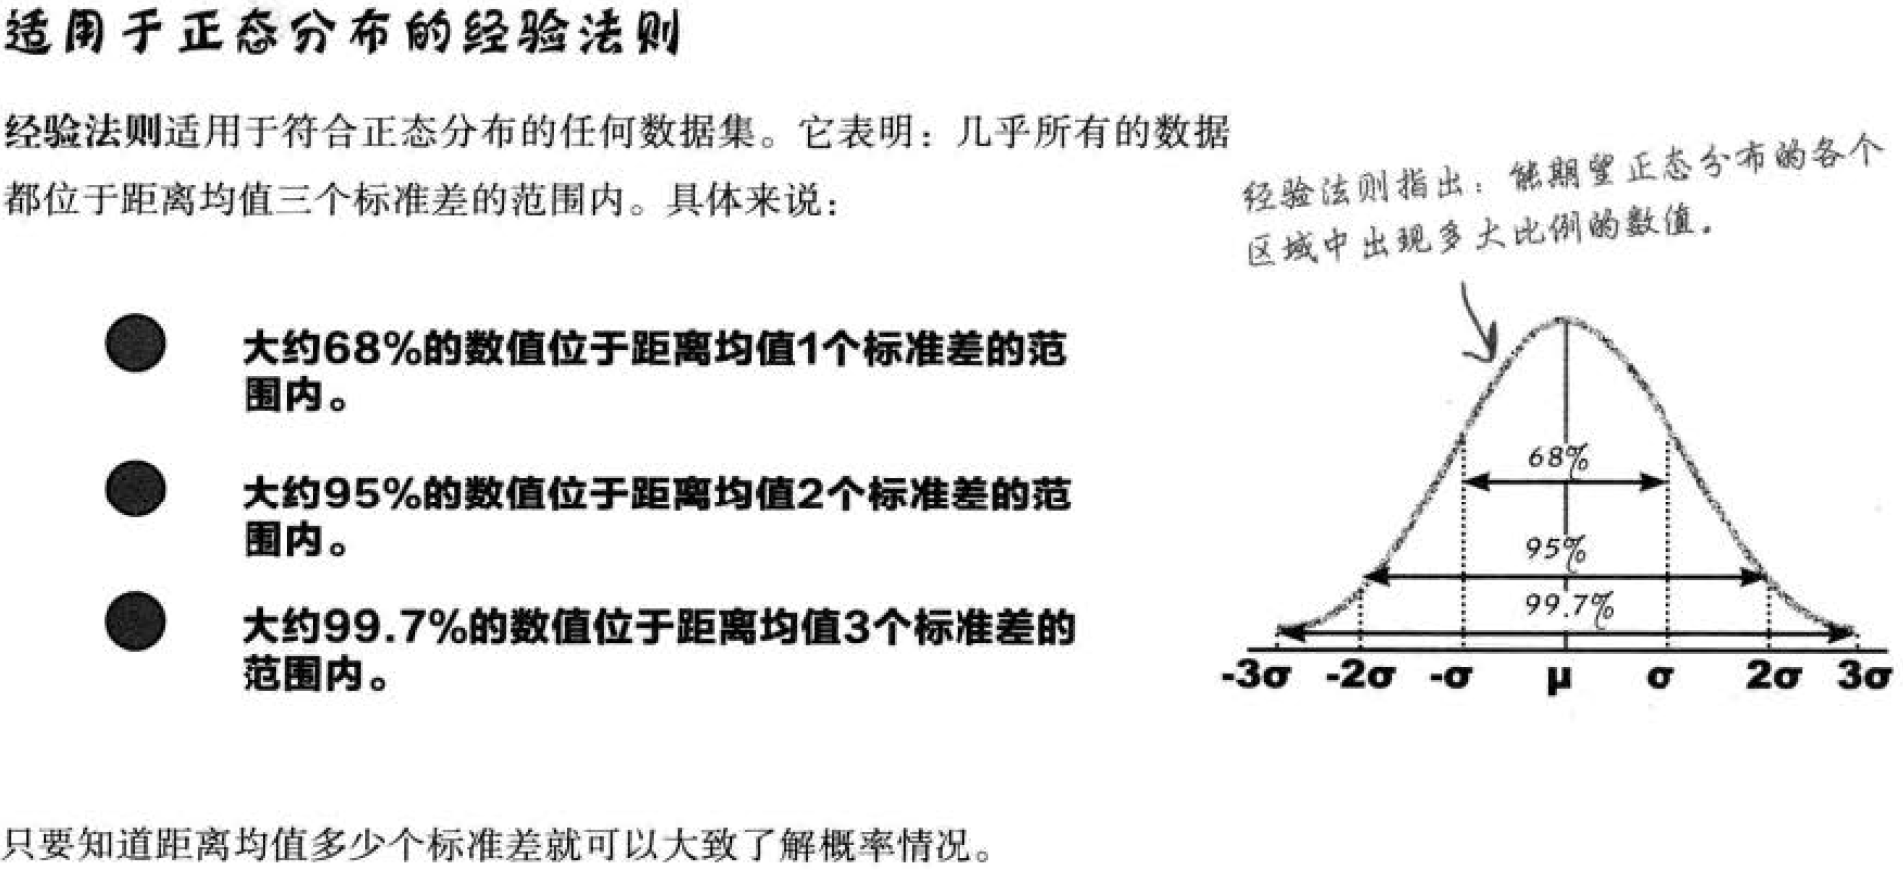 适用于正态分布的经验法则
经验法则适用于符合正态分布的任何数据集。它表明：几乎所有的数据
都位于距离均值三个标准差的范围内。具体来说：
经验法则指出：能期望正态分布的各个
区域中出现多大比例的数值。
大约68%的数值位于距离均值1个标准差的范
围内。
大约95%的数值位于距离均值2个标准差的范
围内。
大约99.7%的数值位于距离均值3个标准差的
范围内。
68%
95%
99.7%
-3σ -2σ -σ μ σ 2σ 3σ
只要知道距离均值多少个标准差就可以大致了解概率情况。